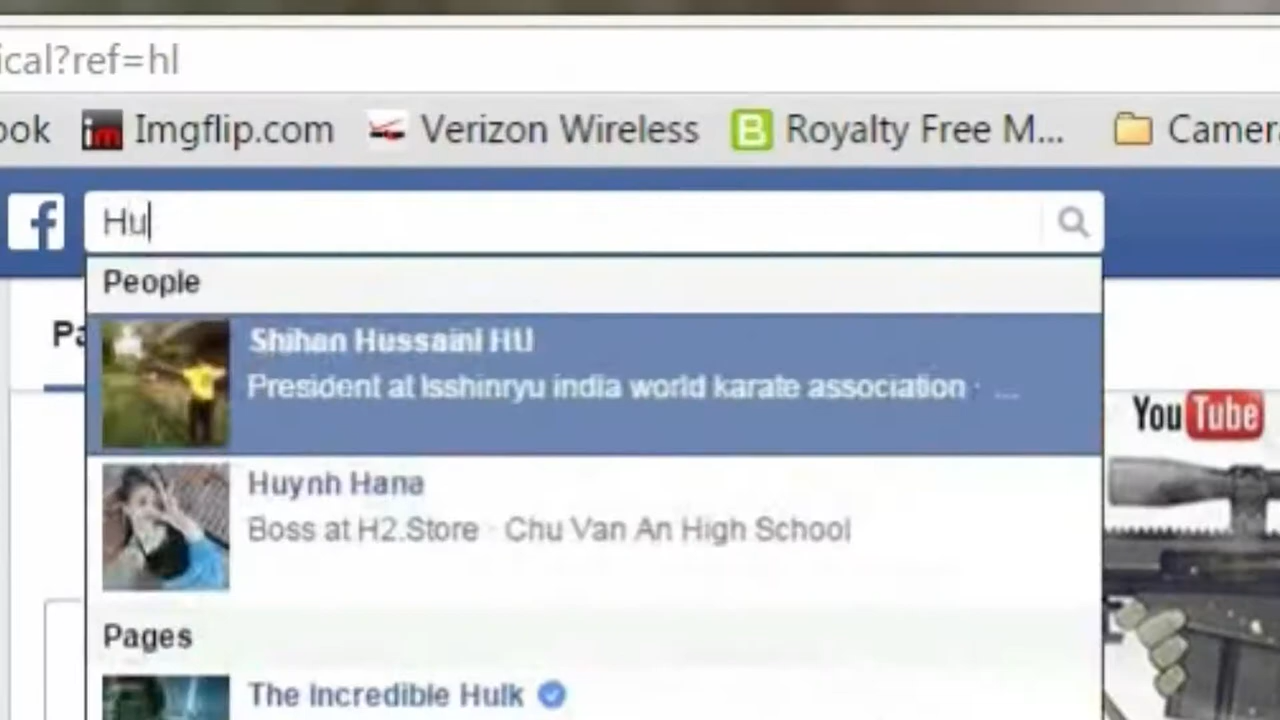 ical?ref=hl
ook Imgflip.com Verizon Wireless Royalty Free M... Camer
Hu
People
Pa
Shihan Hussaini HU
President at Isshinryu india world karate association · ...
YouTube
Huynh Hana
Boss at H2.Store · Chu Van An High School
Pages
The Incredible Hulk